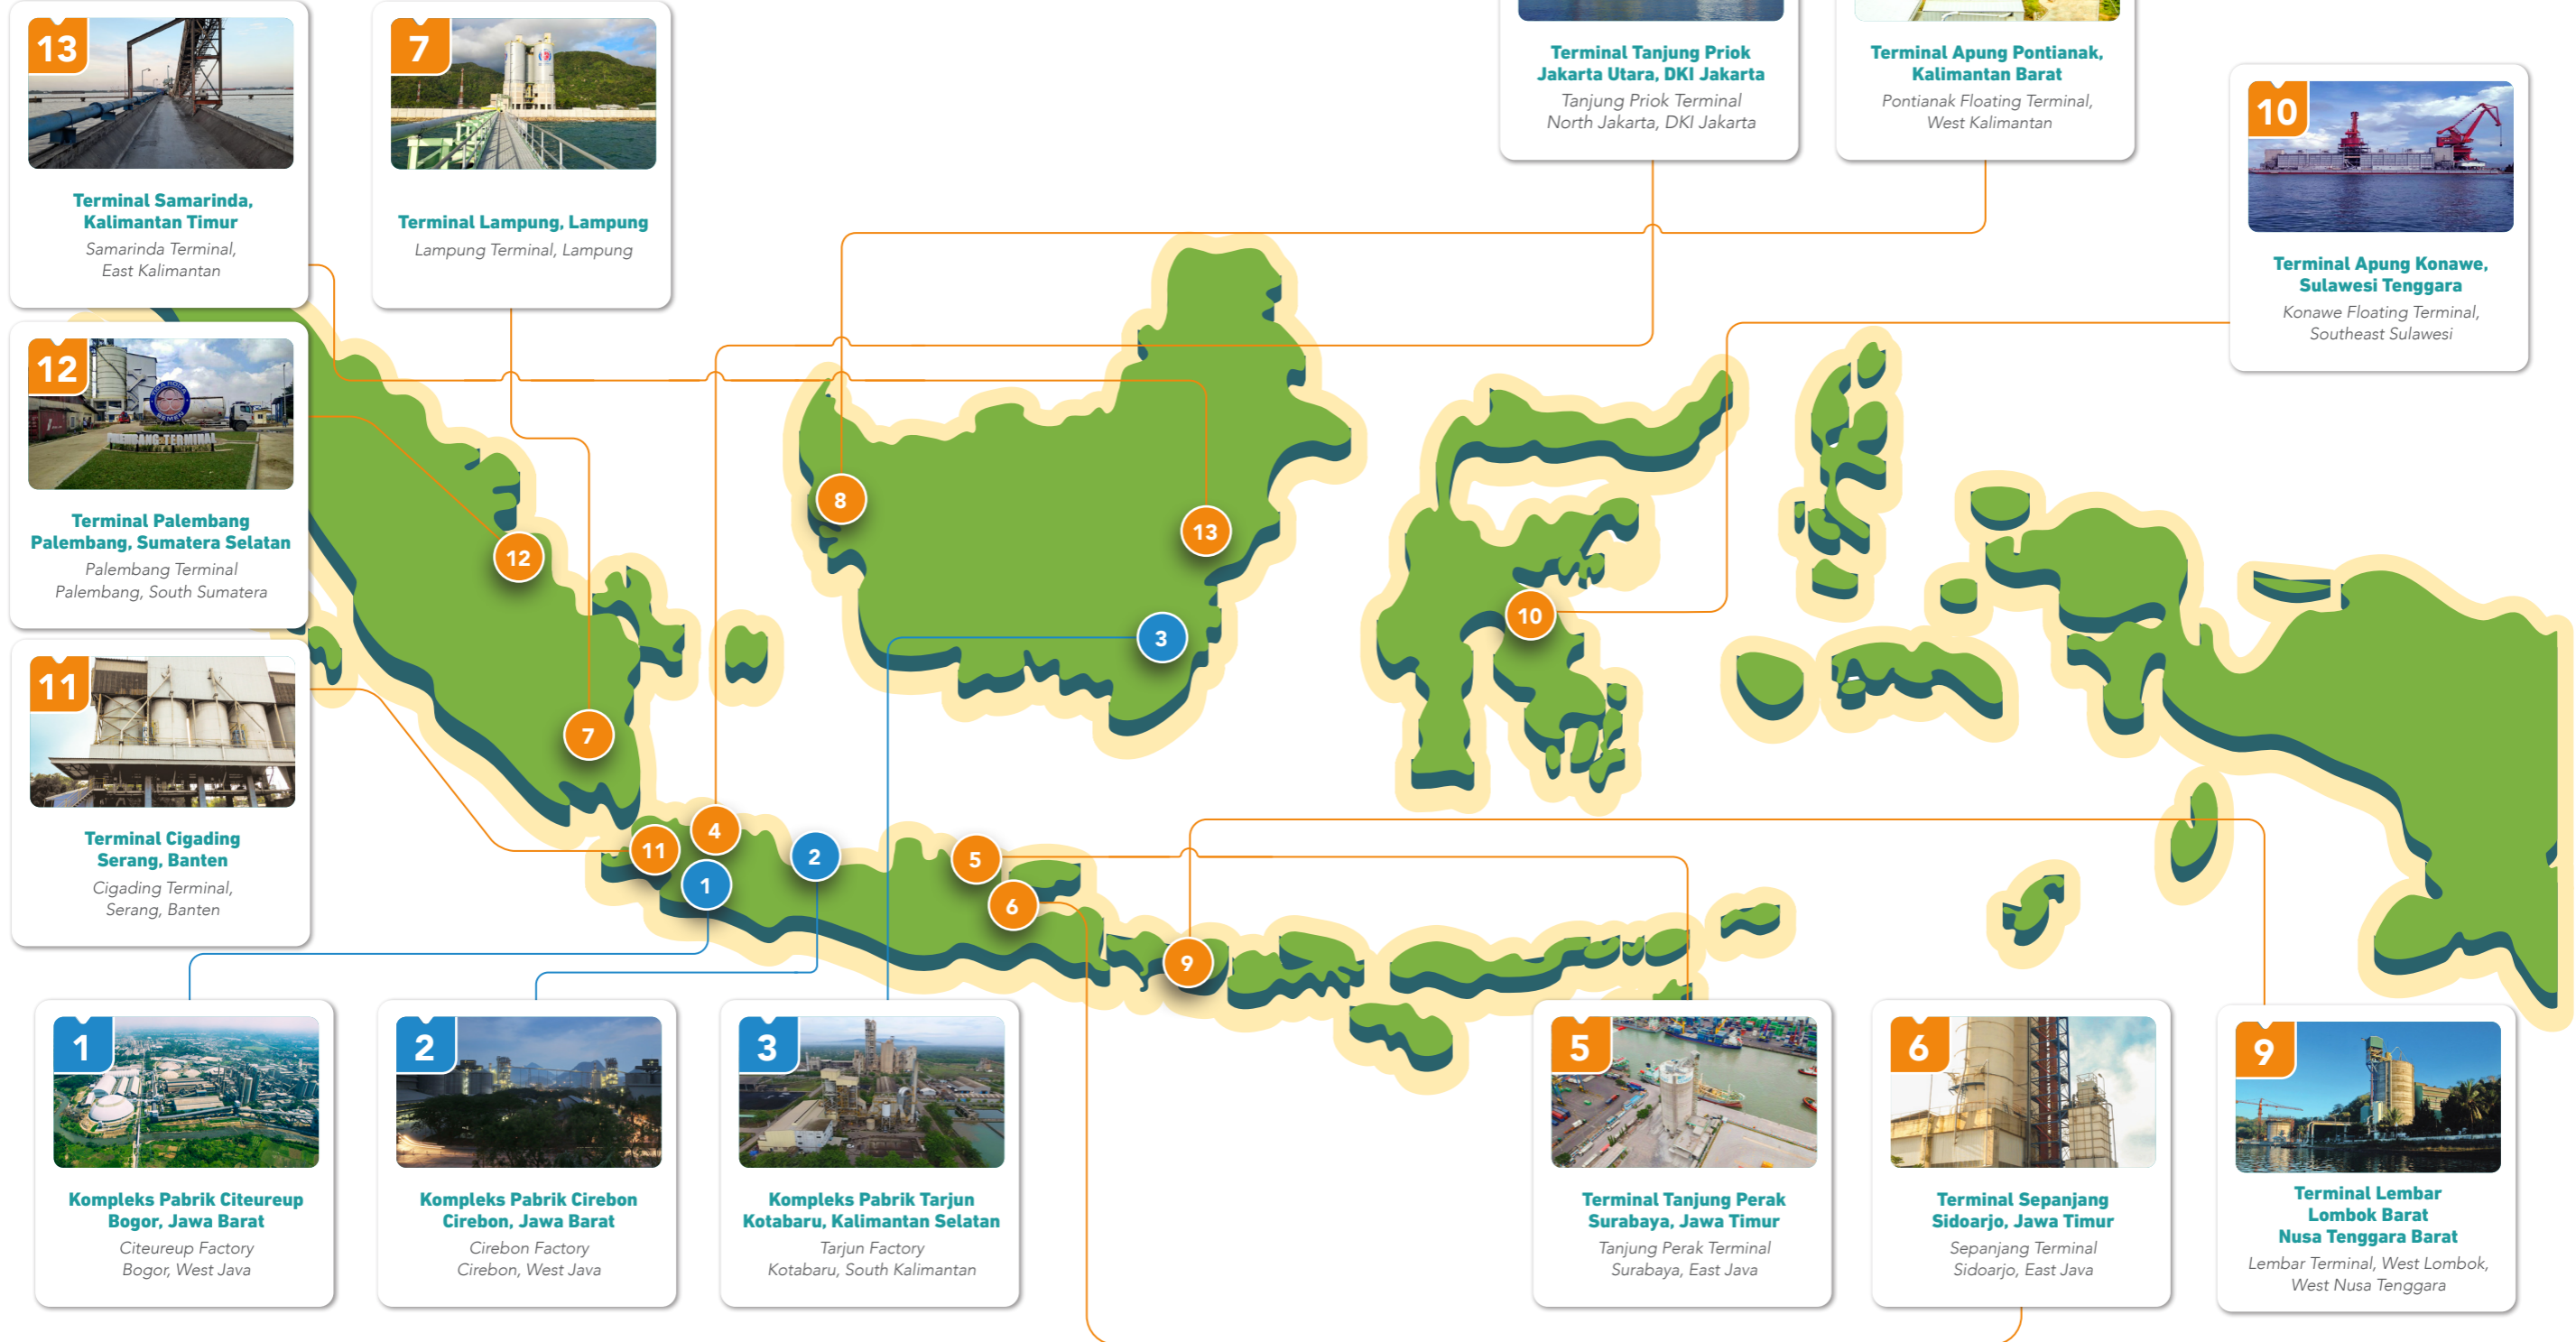 13
Terminal Samarinda,
Kalimantan Timur
Samarinda Terminal,
East Kalimantan
7
Terminal Lampung, Lampung
Lampung Terminal, Lampung
Terminal Tanjung Priok
Jakarta Utara, DKI Jakarta
Tanjung Priok Terminal
North Jakarta, DKI Jakarta
Terminal Apung Pontianak,
Kalimantan Barat
Pontianak Floating Terminal,
West Kalimantan
10
Terminal Apung Konawe,
Sulawesi Tenggara
Konawe Floating Terminal,
Southeast Sulawesi
12
PALEMBANG TERMINAL
Terminal Palembang
Palembang, Sumatera Selatan
Palembang Terminal
Palembang, South Sumatera
11
Terminal Cigading
Serang, Banten
Cigading Terminal,
Serang, Banten
8
13
12
10
3
7
4
11
2
5
1
6
9
1
Kompleks Pabrik Citeureup
Bogor, Jawa Barat
Citeureup Factory
Bogor, West Java
2
Kompleks Pabrik Cirebon
Cirebon, Jawa Barat
Cirebon Factory
Cirebon, West Java
3
Kompleks Pabrik Tarjun
Kotabaru, Kalimantan Selatan
Tarjun Factory
Kotabaru, South Kalimantan
5
Terminal Tanjung Perak
Surabaya, Jawa Timur
Tanjung Perak Terminal
Surabaya, East Java
6
Terminal Sepanjang
Sidoarjo, Jawa Timur
Sepanjang Terminal
Sidoarjo, East Java
9
Terminal Lembar
Lombok Barat
Nusa Tenggara Barat
Lembar Terminal, West Lombok,
West Nusa Tenggara